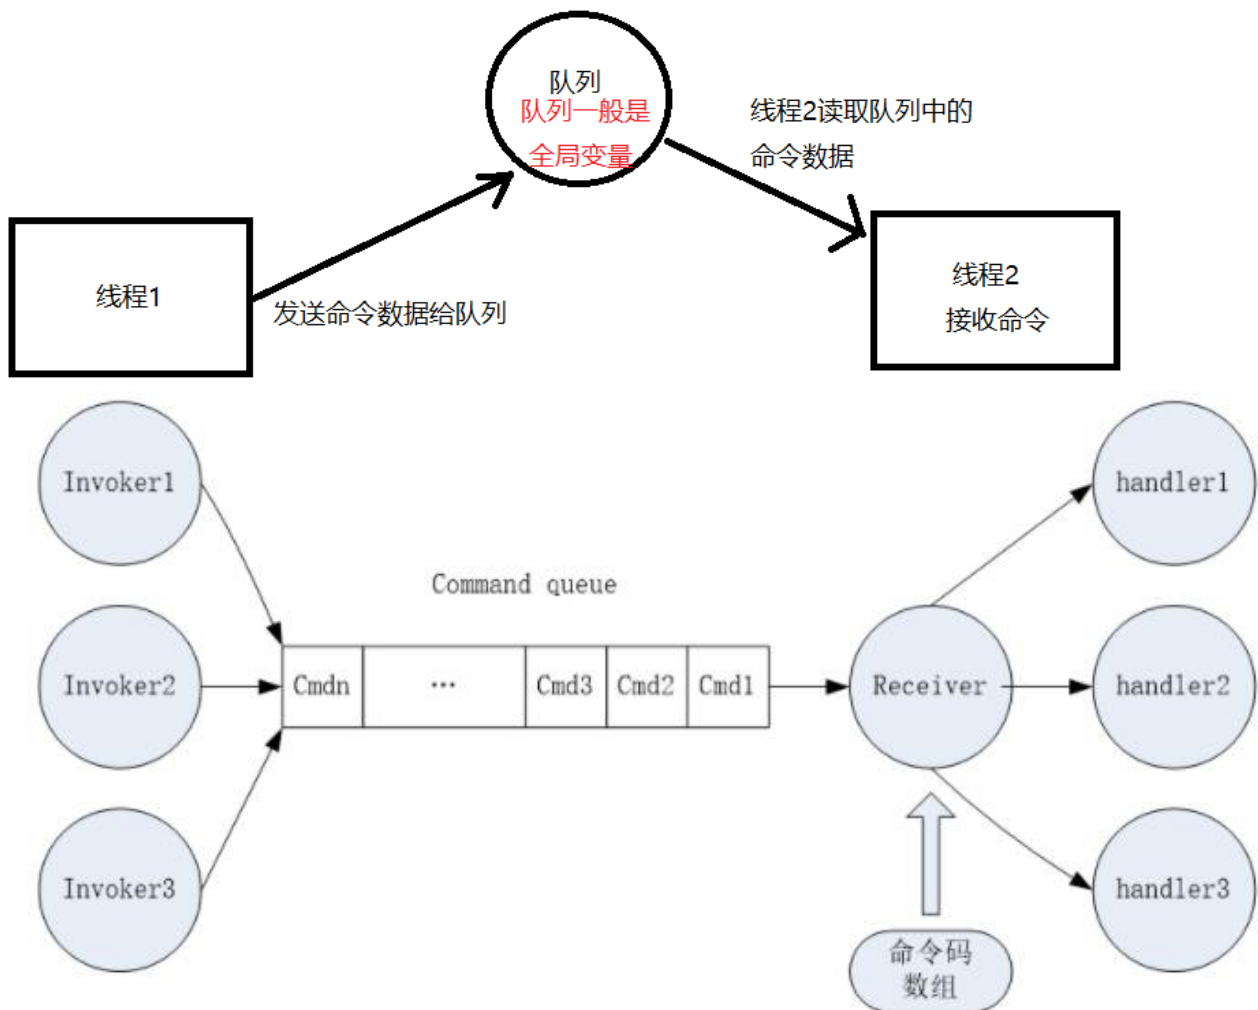 队列
队列一般是
全局变量
线程2读取队列中的
命令数据
线程1
发送命令数据给队列
线程2
接收命令
Invoker1
handler1
Command queue
Invoker2
Cmdn
...
Cmd3
Cmd2
Cmd1
Receiver
handler2
Invoker3
handler3
命令码
数组